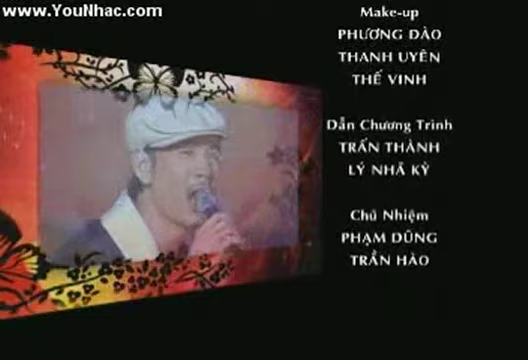 www.YouNhac.com
Make-up
PHƯƠNG ĐÀO
THANH UYÊN
THẾ VINH
Dẫn Chương Trình
TRẤN THÀNH
LÝ NHÃ KỲ
Chủ Nhiệm
PHẠM DŨNG
TRẦN HÀO